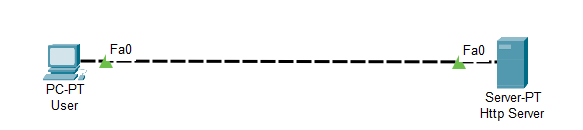 Fa0
Fa0
PC-PT
User
Server-PT
Http Server